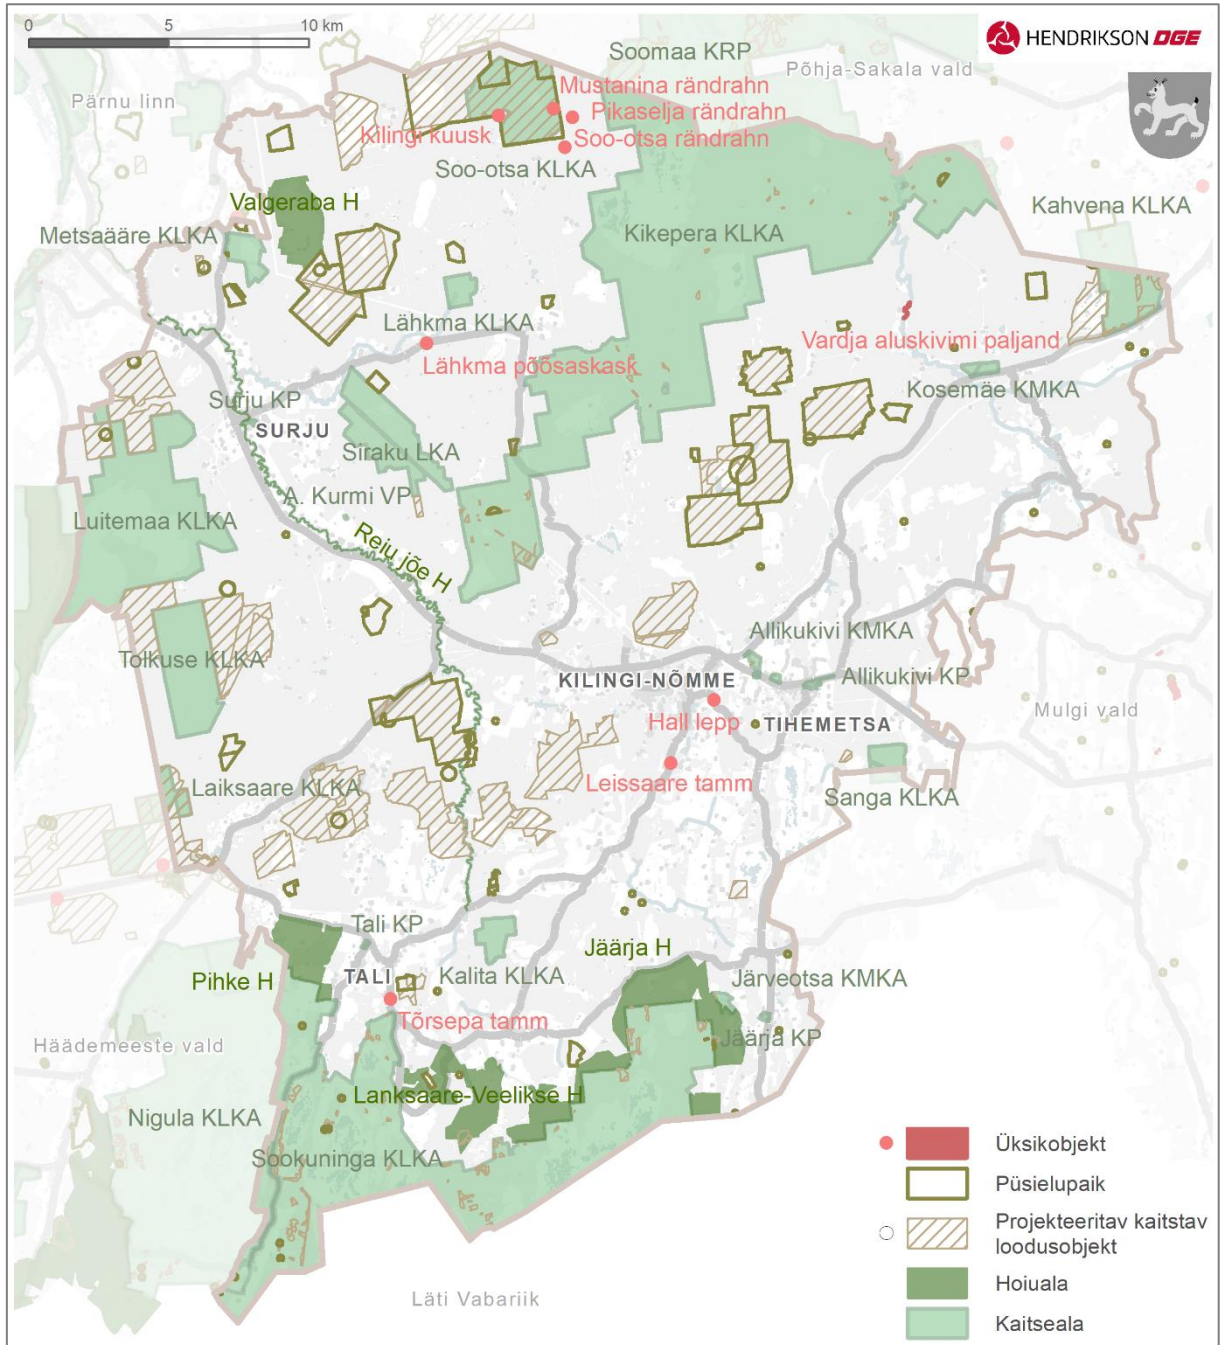 0 5 10 km
HENDRIKSON DGE
Soomaa KRP
Põhja-Sakala vald
Pärnu linn
Mustanina rändrahn
Pikaselja rändrahn
Kilingi kuusk
Soo-otsa rändrahn
Soo-otsa KLKA
Valgeraba H
Kahvena KLKA
Metsaääre KLKA
Kikepera KLKA
Lähkma KLKA
Vardja aluskivimi paljand
Lähkma põõsaskask
Kosemäe KMKA
Surju KP
SURJU
Siraku LKA
A. Kurmi VP
Luitemaa KLKA
Reiu jõe H
Allikukivi KMKA
Tolkuse KLKA
Allikukivi KP
KILINGI-NÕMME
Mulgi vald
Hall lepp
TIHEMETSA
Laiksaare KLKA
Leissaare tamm
Sanga KLKA
Tali KP
Jäärja H
Pihke H
TALI
Kalita KLKA
Järveotsa KMKA
Tõrsepa tamm
Jäärja KP
Häädemeeste vald
Lanksaare-Veelikse H
Nigula KLKA
Sookuninga KLKA
Läti Vabariik
Üksikobjekt
Püsielupaik
Projekteeritav kaitstav
loodusobjekt
Hoiuala
Kaitseala